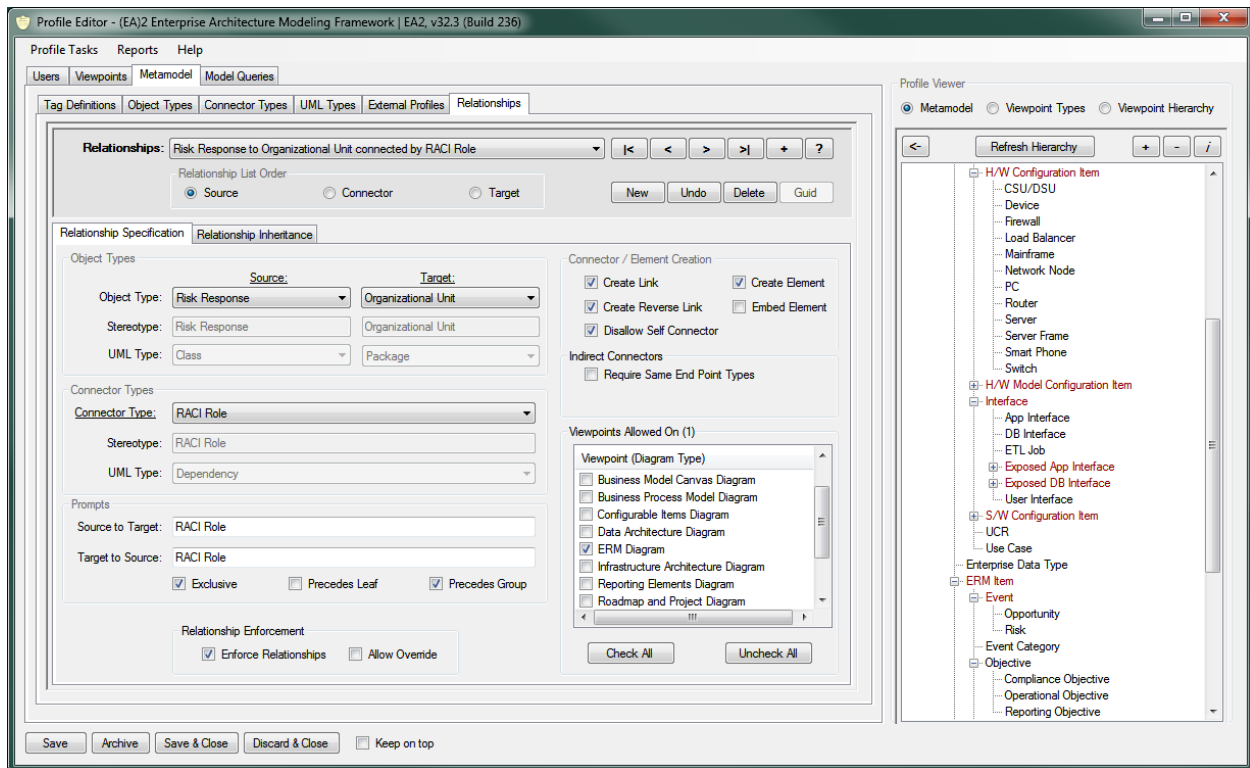 Profile Editor - (EA)2 Enterprise Architecture Modeling Framework | EA2, v32.3 (Build 236)
Profile Tasks Reports Help
Users Viewpoints Metamodel Model Queries
Tag Definitions Object Types Connector Types UML Types External Profiles Relationships
Relationships: Risk Response to Organizational Unit connected by RACI Role |< < > >| + ?
Relationship List Order
Source Connector Target New Undo Delete Guid
Relationship Specification Relationship Inheritance
Object Types
Source: Target:
Object Type: Risk Response Organizational Unit
Stereotype: Risk Response Organizational Unit
UML Type: Class Package
Connector Types
Connector Type: RACI Role
Stereotype: RACI Role
UML Type: Dependency
Prompts
Source to Target: RACI Role
Target to Source: RACI Role
Exclusive Precedes Leaf Precedes Group
Relationship Enforcement
Enforce Relationships Allow Override
Connector / Element Creation
Create Link Create Element
Create Reverse Link Embed Element
Disallow Self Connector
Indirect Connectors
Require Same End Point Types
Viewpoints Allowed On (1)
Viewpoint (Diagram Type)
Business Model Canvas Diagram
Business Process Model Diagram
Configurable Items Diagram
Data Architecture Diagram
ERM Diagram
Infrastructure Architecture Diagram
Reporting Elements Diagram
Roadmap and Project Diagram
Check All Uncheck All
Save Archive Save & Close Discard & Close Keep on top
Profile Viewer
Metamodel Viewpoint Types Viewpoint Hierarchy
<- Refresh Hierarchy + - i
H/W Configuration Item
CSU/DSU
Device
Firewall
Load Balancer
Mainframe
Network Node
PC
Router
Server
Server Frame
Smart Phone
Switch
H/W Model Configuration Item
Interface
App Interface
DB Interface
ETL Job
Exposed App Interface
Exposed DB Interface
User Interface
S/W Configuration Item
UCR
Use Case
Enterprise Data Type
ERM Item
Event
Opportunity
Risk
Event Category
Objective
Compliance Objective
Operational Objective
Reporting Objective